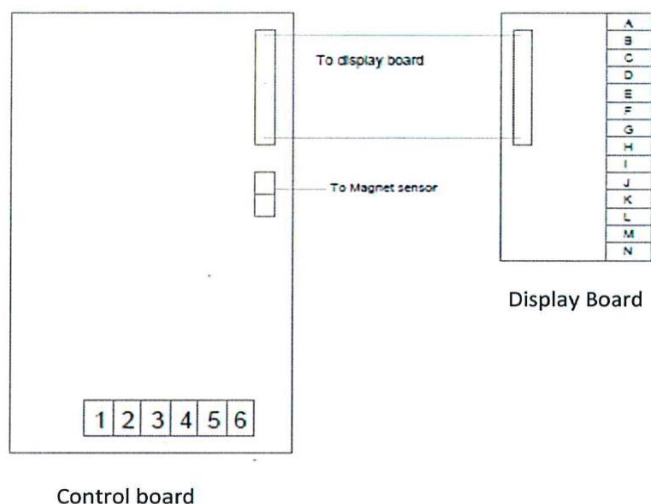 To display board
To Magnet sensor
1 2 3 4 5 6
Control board
A
B
C
D
E
F
G
H
I
J
K
L
M
N
Display Board